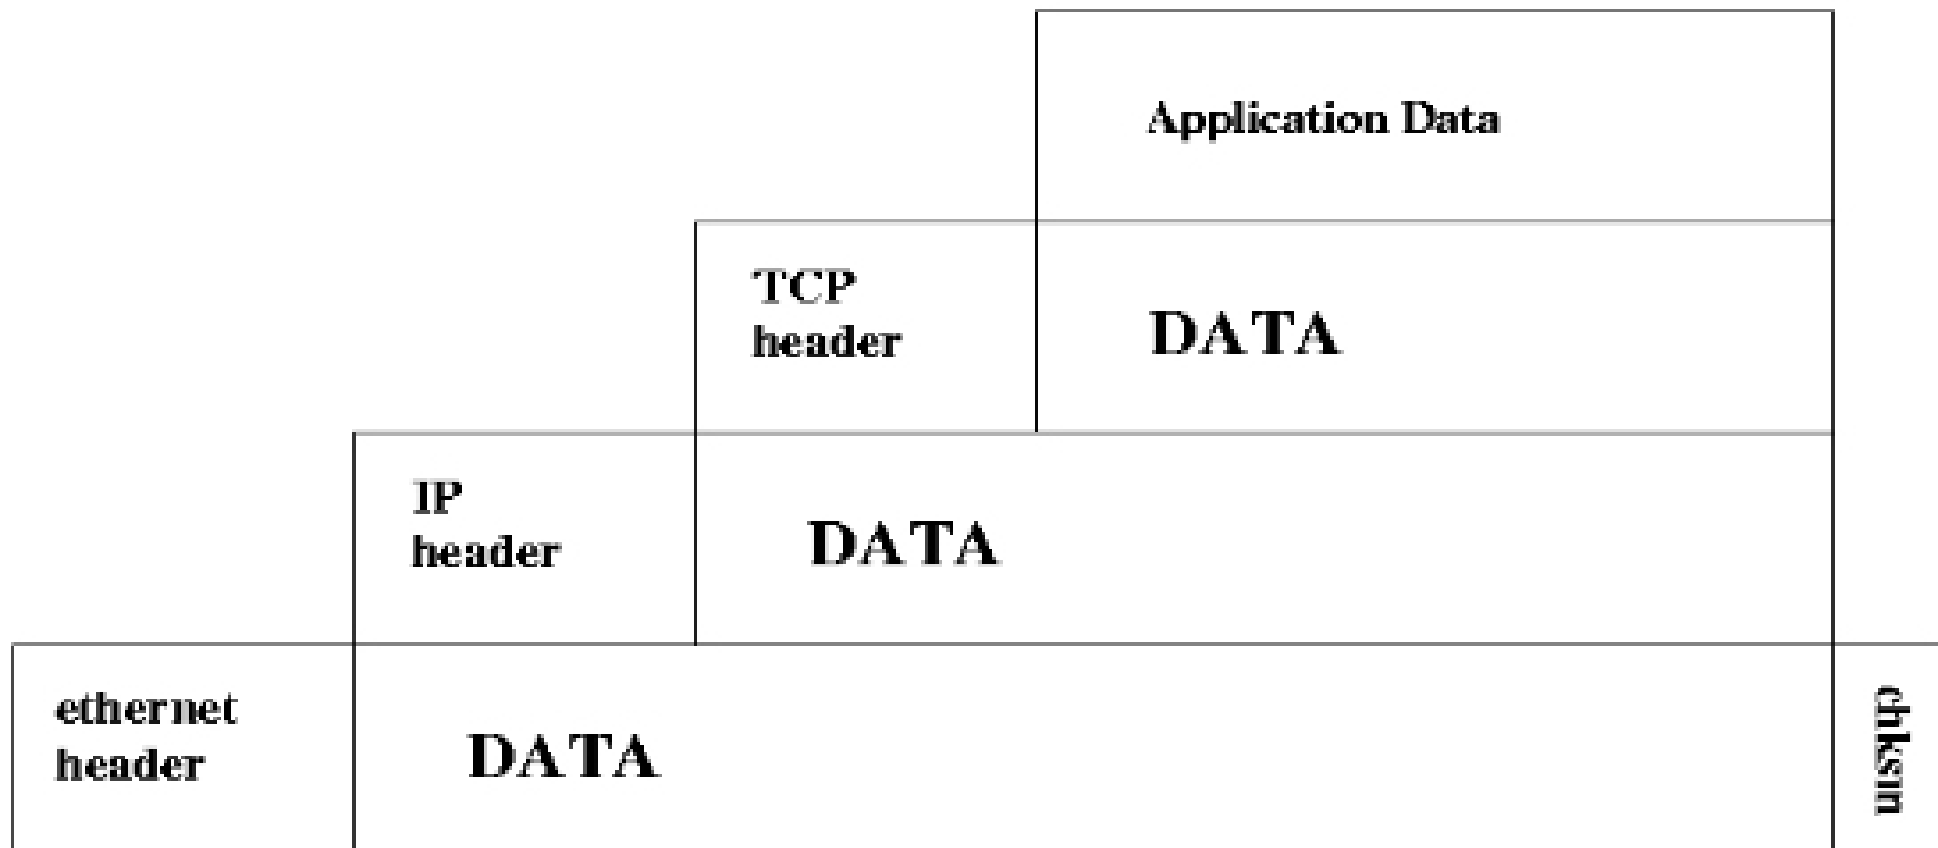 Application Data
TCP
header
DATA
IP
header
DATA
ethernet
header
DATA
chksm